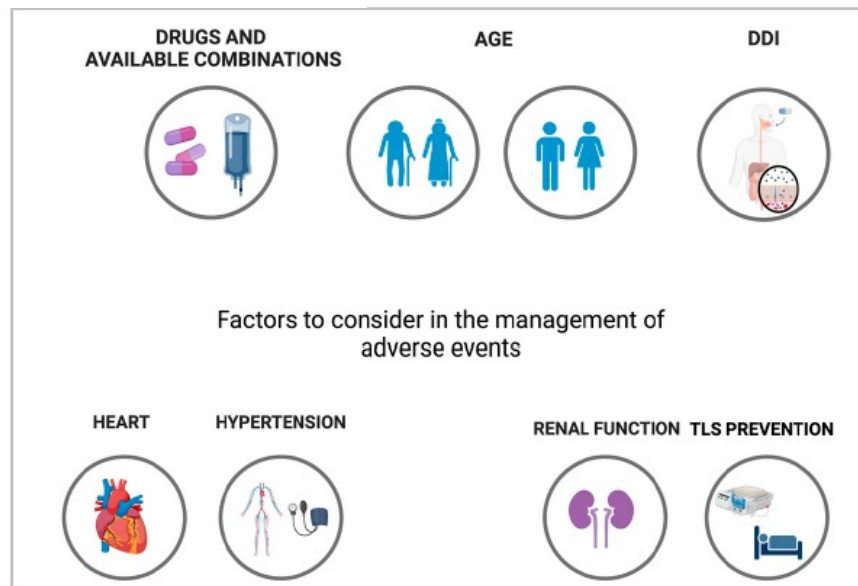 DRUGS AND
AVAILABLE COMBINATIONS
AGE
DDI
Factors to consider in the management of
adverse events
HEART
HYPERTENSION
RENAL FUNCTION
TLS PREVENTION